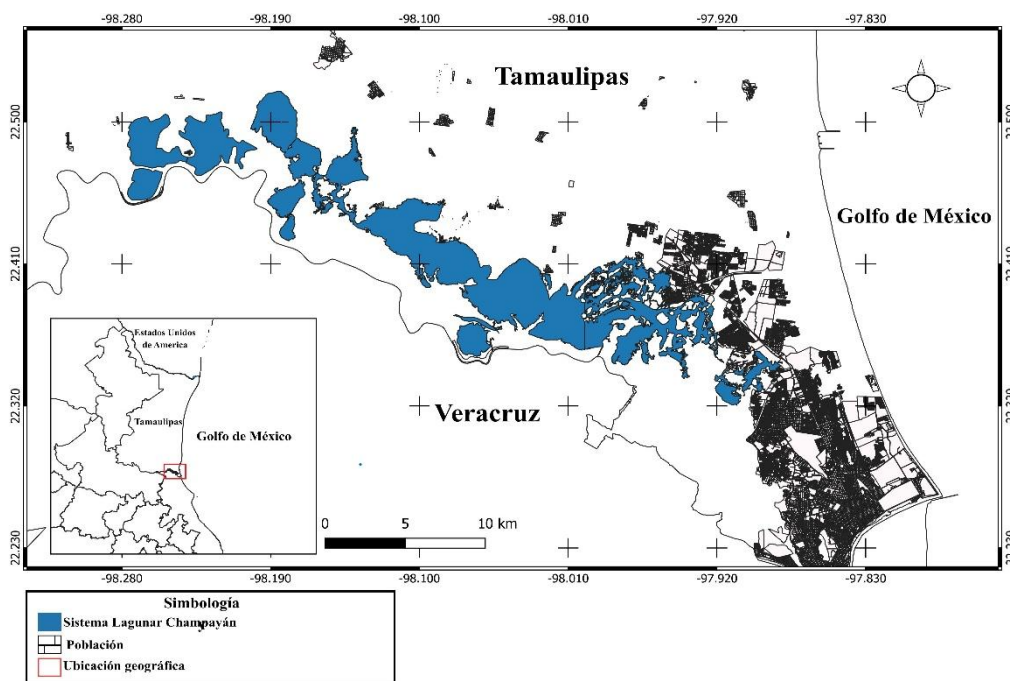 -98.280 -98.190 -98.100 -98.010 -97.920 -97.830
Tamaulipas
22.500 22.500
Golfo de México
22.410 22.410
Estados Unidos
de America
22.320 22.320
Veracruz
Tamaulipas
Golfo de México
0 5 10 km
22.230 22.230
-98.280 -98.190 -98.100 -98.010 -97.920 -97.830
Simbología
Sistema Lagunar Champayán
y
Población
Ubicación geográfica